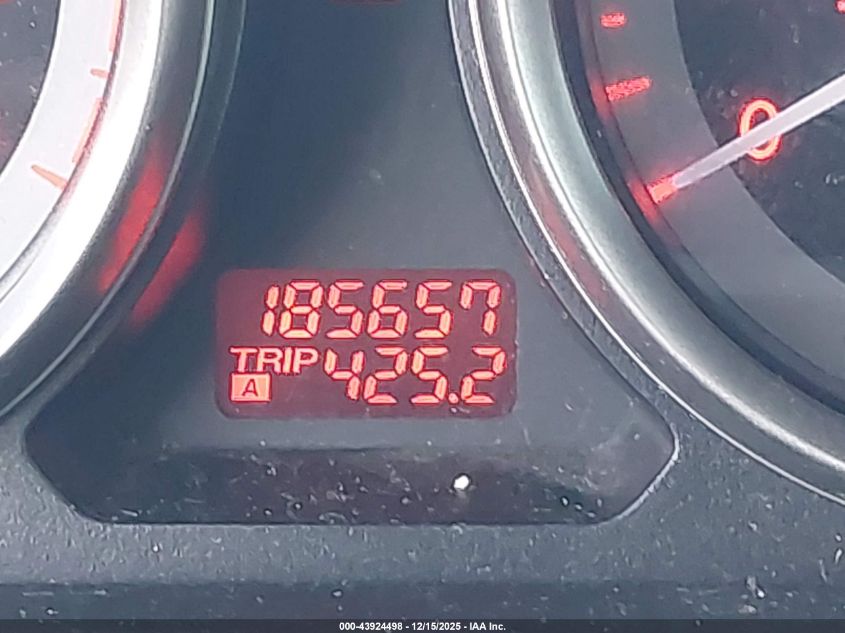 0
185657
TRIP 425.2
A
000-43924498 - 12/15/2025 - IAA Inc.